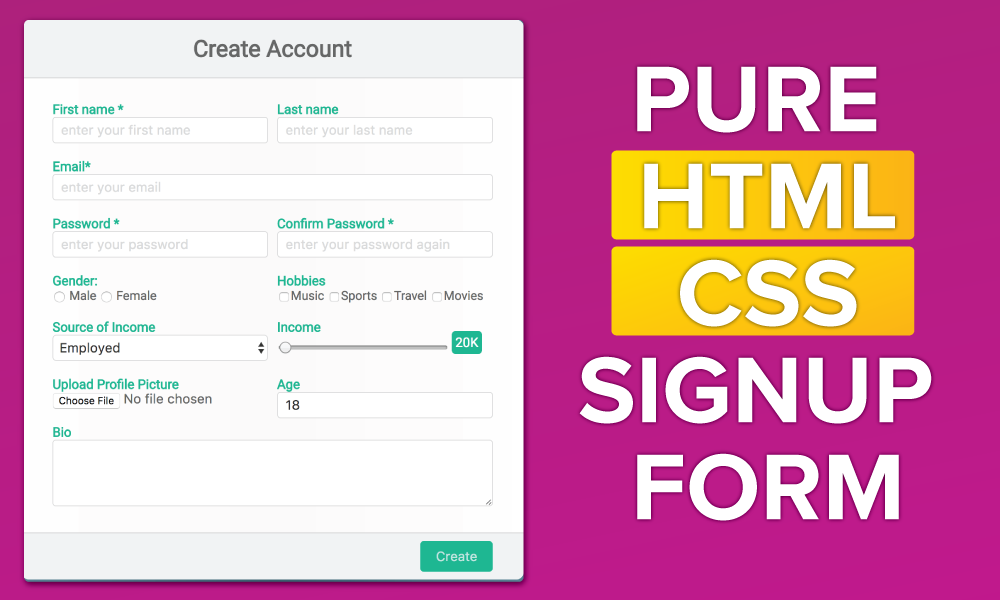 Create Account
First name * Last name
enter your first name enter your last name
Email*
enter your email
Password * Confirm Password *
enter your password enter your password again
Gender: Hobbies
Male Female Music Sports Travel Movies
Source of Income Income
Employed 20K
Upload Profile Picture Age
Choose File No file chosen 18
Bio
Create
PURE
HTML
CSS
SIGNUP
FORM